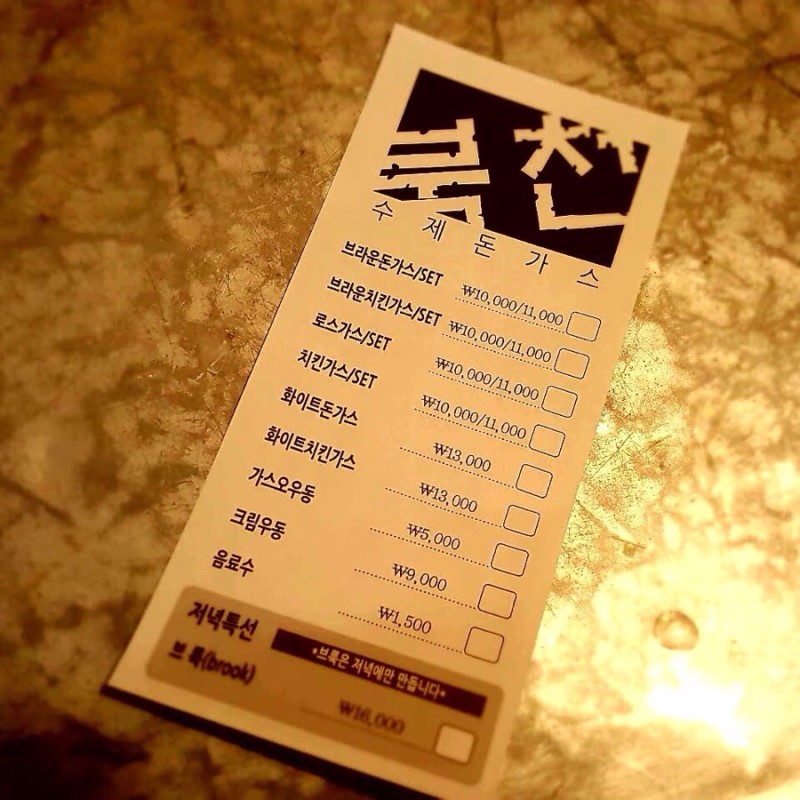 북천
수제돈가스
브라운돈가스/SET ₩10,000/11,000
브라운치킨가스/SET ₩10,000/11,000
로스가스/SET ₩10,000/11,000
치킨가스/SET ₩10,000/11,000
화이트돈가스 ₩13,000
화이트치킨가스 ₩13,000
가스오우동 ₩5,000
크림우동 ₩9,000
음료수 ₩1,500
저녁특선 *브룩은 저녁에만 만듭니다*
브룩(brook) ₩16,000